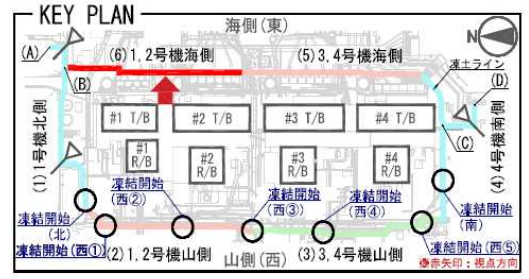 KEY PLAN
海側(東)
N
(A)
(6) 1,2号機海側
(5) 3,4号機海側
凍土ライン
(B)
(D)
#1 T/B
#2 T/B
#3 T/B
#4 T/B
(C)
(1) 1号機北側
(4) 4号機南側
#1
R/B
#2
R/B
#3
R/B
#4
R/B
凍結開始
(西②)
凍結開始
(西③)
凍結開始
(西④)
凍結開始
(北)
凍結開始
(南)
凍結開始(西①)
(2) 1,2号機山側
山側(西)
(3) 3,4号機山側
凍結開始(西⑤)
※赤矢印：視点方向